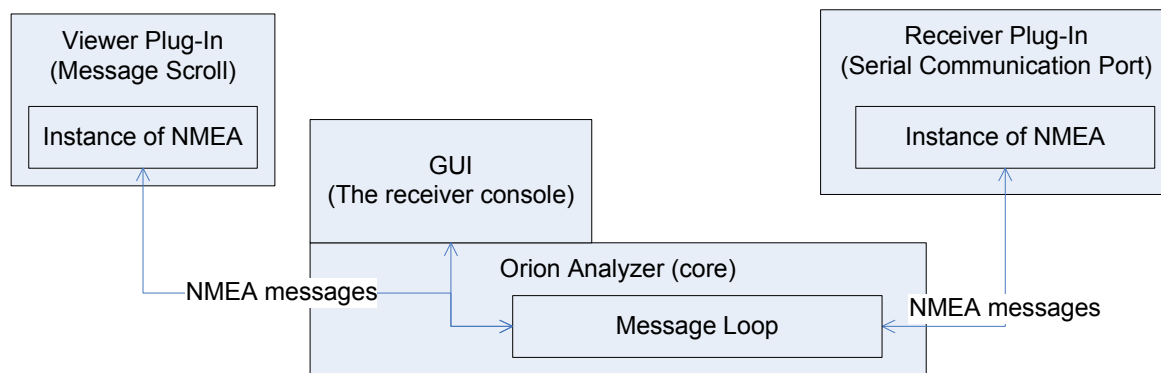 Viewer Plug-In
(Message Scroll)
Instance of NMEA
Receiver Plug-In
(Serial Communication Port)
Instance of NMEA
GUI
(The receiver console)
Orion Analyzer (core)
NMEA messages
Message Loop
NMEA messages